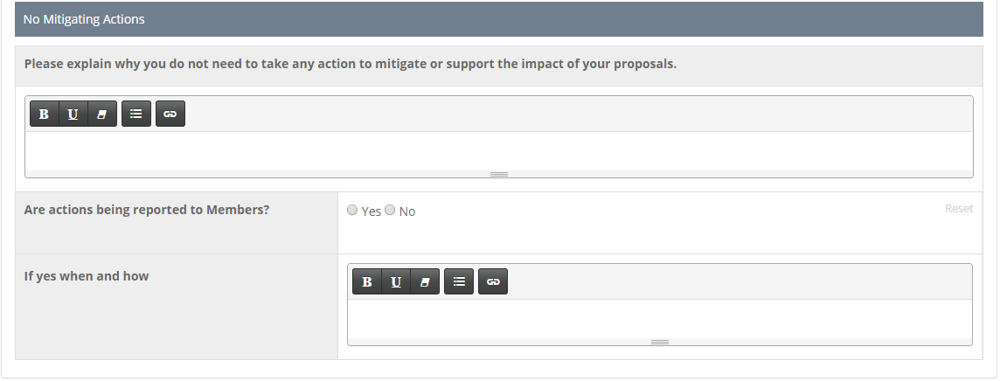 No Mitigating Actions
Please explain why you do not need to take any action to mitigate or support the impact of your proposals.
B U
Are actions being reported to Members?
Yes No
Reset
If yes when and how
B U